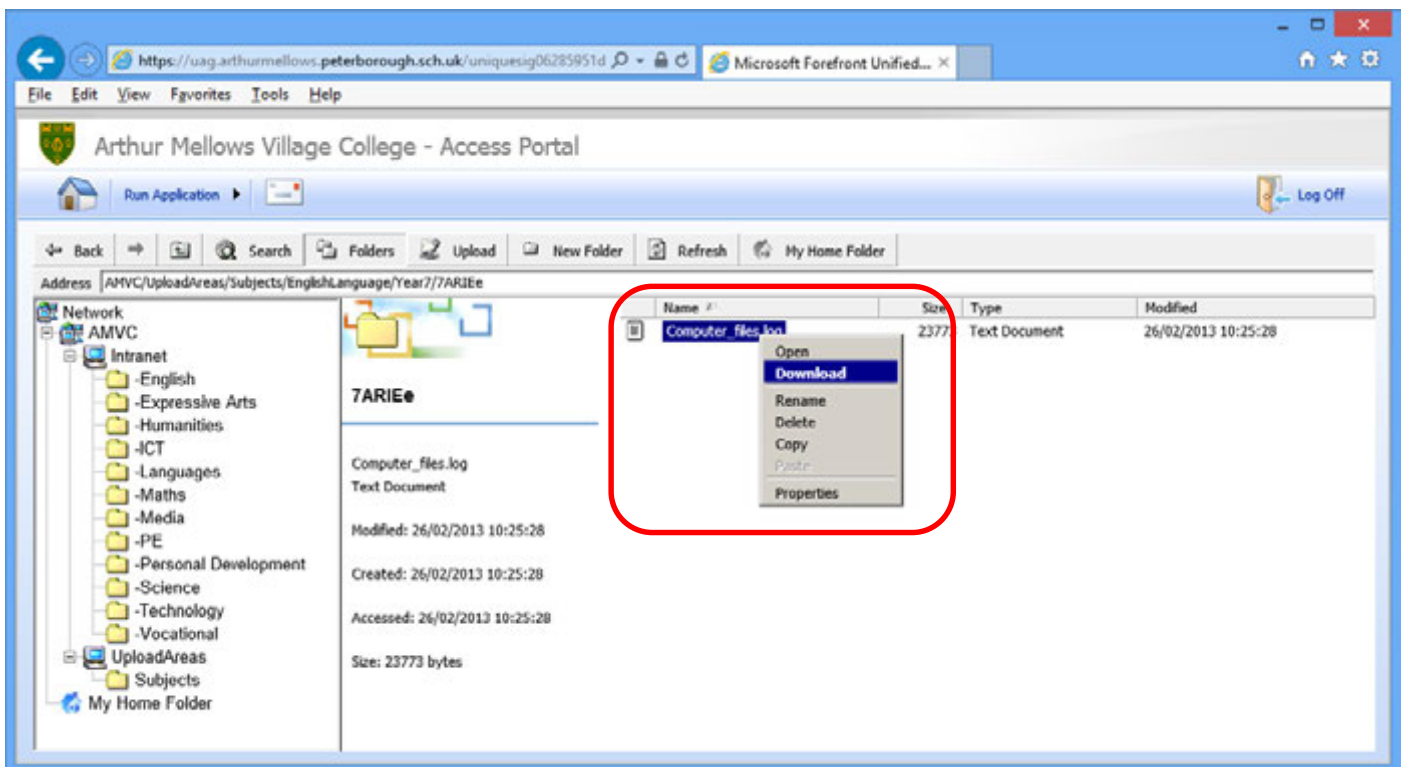 https://uag.arthurmellows.peterborough.sch.uk/uniquesig06285951d
Microsoft Forefront Unified...
File Edit View Favorites Tools Help
Arthur Mellows Village College - Access Portal
Run Application
Log Off
Back Search Folders Upload New Folder Refresh My Home Folder
Address AMVC/UploadAreas/Subjects/EnglishLanguage/Year7/7ARIEe
Network
AMVC
Intranet
-English
-Expressive Arts
-Humanities
-ICT
-Languages
-Maths
-Media
-PE
-Personal Development
-Science
-Technology
-Vocational
UploadAreas
Subjects
My Home Folder
7ARIEe
Computer_files.log
Text Document
Modified: 26/02/2013 10:25:28
Created: 26/02/2013 10:25:28
Accessed: 26/02/2013 10:25:28
Size: 23773 bytes
Name Size Type Modified
Computer_files.log 23773 Text Document 26/02/2013 10:25:28
Open
Download
Rename
Delete
Copy
Paste
Properties